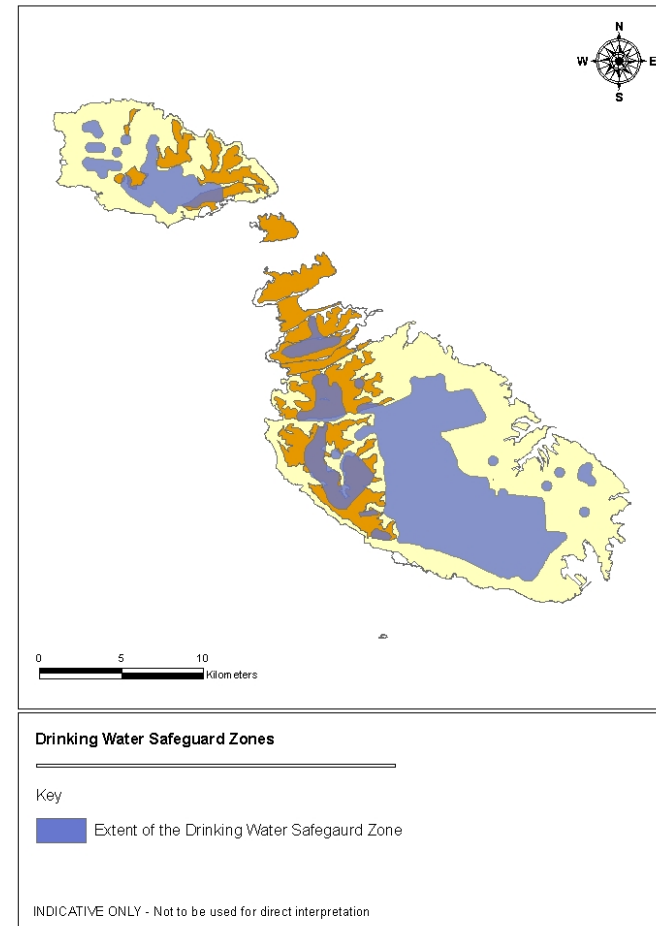 N
W E
S
0 5 10
Kilometers
Drinking Water Safeguard Zones
Key
Extent of the Drinking Water Safegaurd Zone
INDICATIVE ONLY - Not to be used for direct interpretation